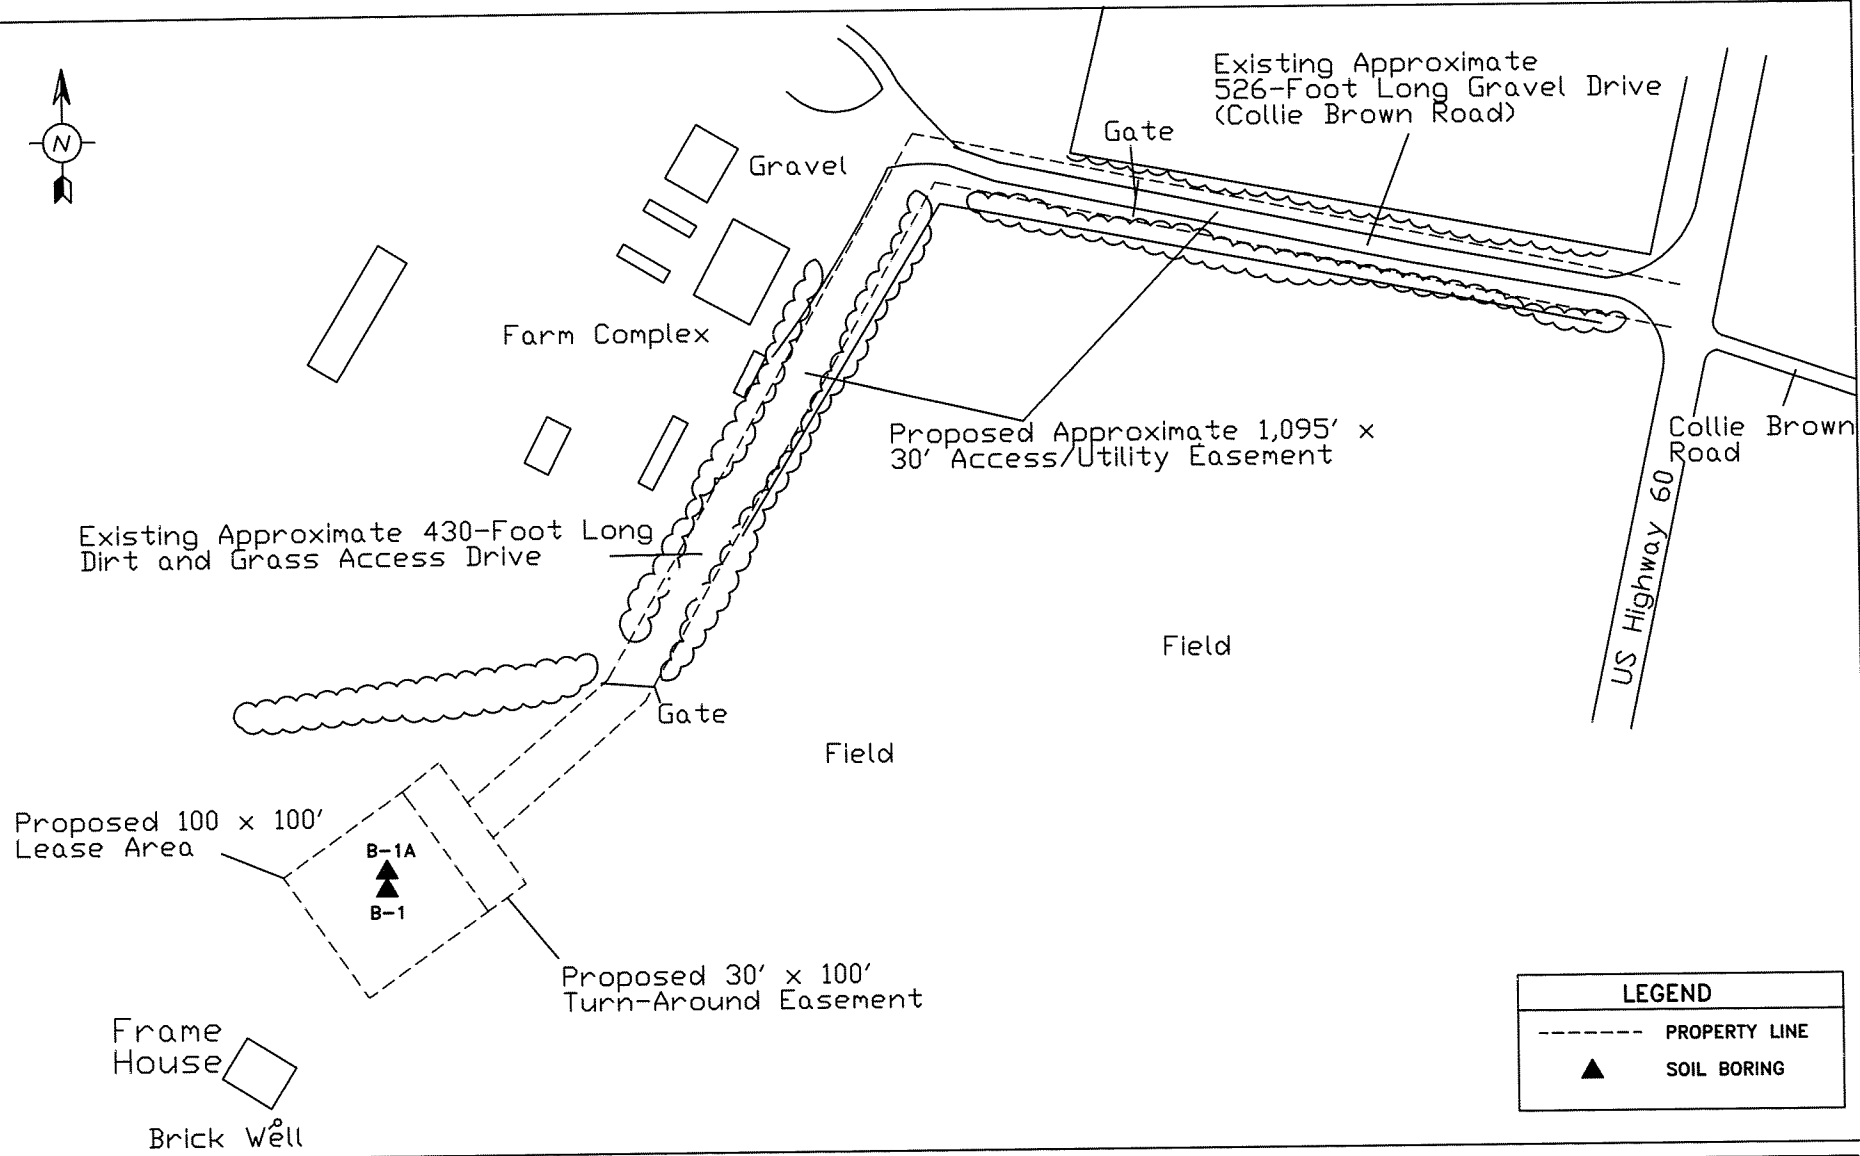 N
Existing Approximate
526-Foot Long Gravel Drive
(Collie Brown Road)
Gate
Gravel
Farm Complex
Proposed Approximate 1,095' x
30' Access/Utility Easement
Collie Brown
Road
US Highway 60
Existing Approximate 430-Foot Long
Dirt and Grass Access Drive
Field
Gate
Field
Proposed 100 x 100'
Lease Area
B-1A
B-1
Proposed 30' x 100'
Turn-Around Easement
Frame
House
Brick Well
LEGEND
PROPERTY LINE
SOIL BORING